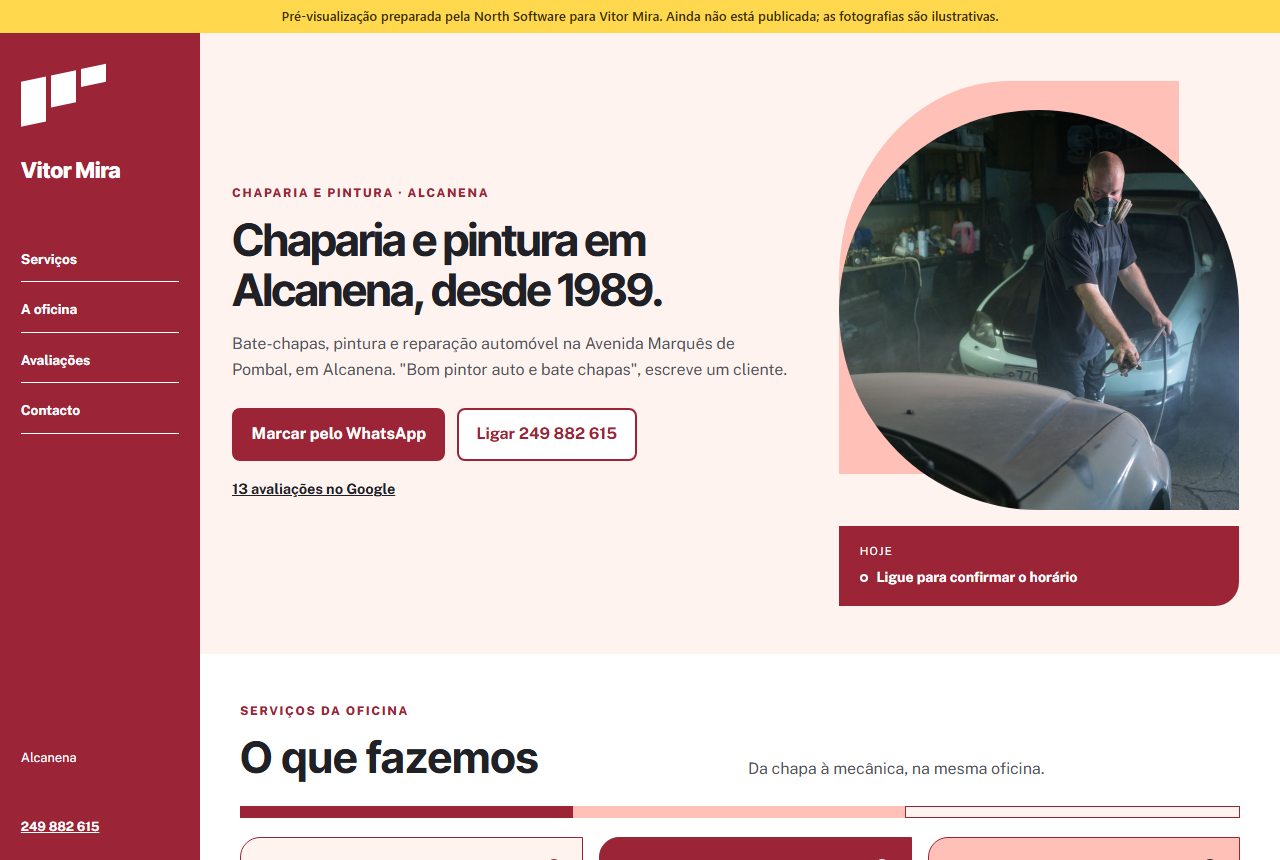 Pré-visualização preparada pela North Software para Vitor Mira. Ainda não está publicada; as fotografias são ilustrativas.
Vitor Mira
Serviços
A oficina
Avaliações
Contacto
Alcanena
249 882 615
CHAPARIA E PINTURA · ALCANENA
Chaparia e pintura em
Alcanena, desde 1989.
Bate-chapas, pintura e reparação automóvel na Avenida Marquês de
Pombal, em Alcanena. "Bom pintor auto e bate chapas", escreve um cliente.
Marcar pelo WhatsApp
Ligar 249 882 615
13 avaliações no Google
HOJE
Ligue para confirmar o horário
SERVIÇOS DA OFICINA
O que fazemos
Da chapa à mecânica, na mesma oficina.